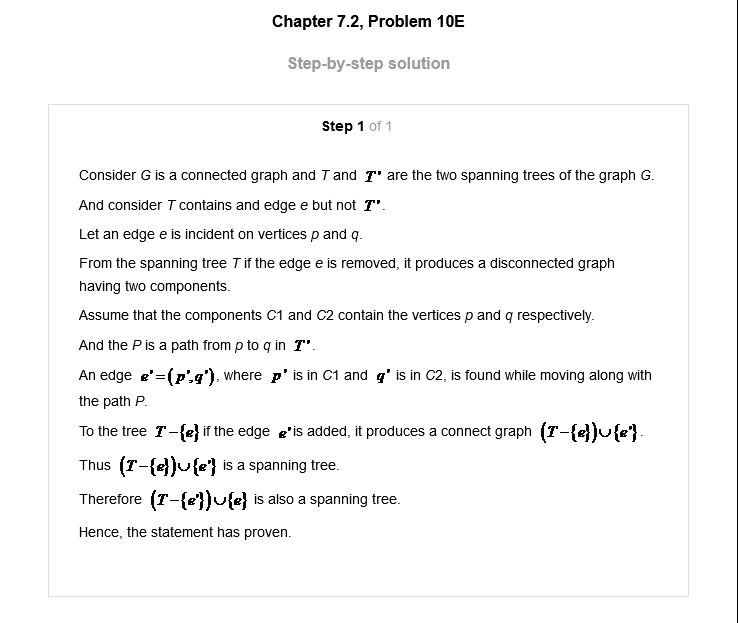 Chapter 7.2, Problem 10E
Step-by-step solution
Step 1 of 1
Consider G is a connected graph and T and T' are the two spanning trees of the graph G.
And consider T contains and edge e but not T'.
Let an edge e is incident on vertices p and q.
From the spanning tree T if the edge e is removed, it produces a disconnected graph
having two components.
Assume that the components C1 and C2 contain the vertices p and q respectively.
And the P is a path from p to q in T'.
An edge e'=(p',q'), where p' is in C1 and q' is in C2, is found while moving along with
the path P.
To the tree T−{e} if the edge e' is added, it produces a connect graph (T−{e})∪{e'}.
Thus (T−{e})∪{e'} is a spanning tree.
Therefore (T−{e'})∪{e} is also a spanning tree.
Hence, the statement has proven.